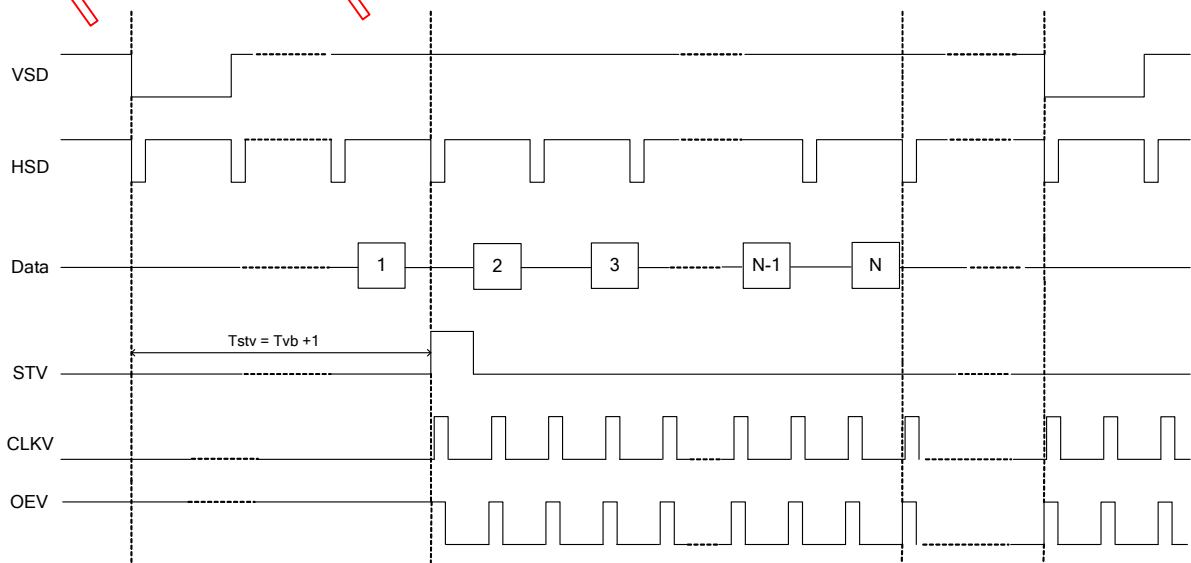 VSD
HSD
Data
1
2
3
N-1
N
Tstv = Tvb +1
STV
CLKV
OEV